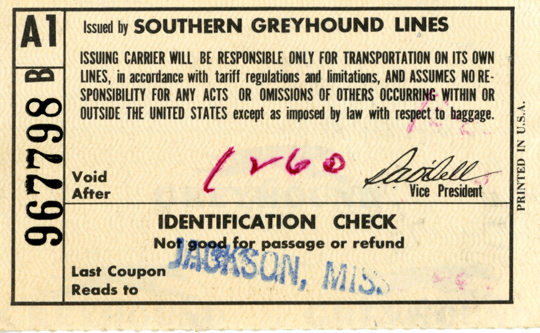 A1
967798 B
Issued by SOUTHERN GREYHOUND LINES
ISSUING CARRIER WILL BE RESPONSIBLE ONLY FOR TRANSPORTATION ON ITS OWN
LINES, in accordance with tariff regulations and limitations, AND ASSUMES NO RE-
SPONSIBILITY FOR ANY ACTS OR OMISSIONS OF OTHERS OCCURRING WITHIN OR
OUTSIDE THE UNITED STATES except as imposed by law with respect to baggage.
Void
After
1260
Vice President
IDENTIFICATION CHECK
Not good for passage or refund
Last Coupon
Reads to
JACKSON, MISS.
PRINTED IN U.S.A.